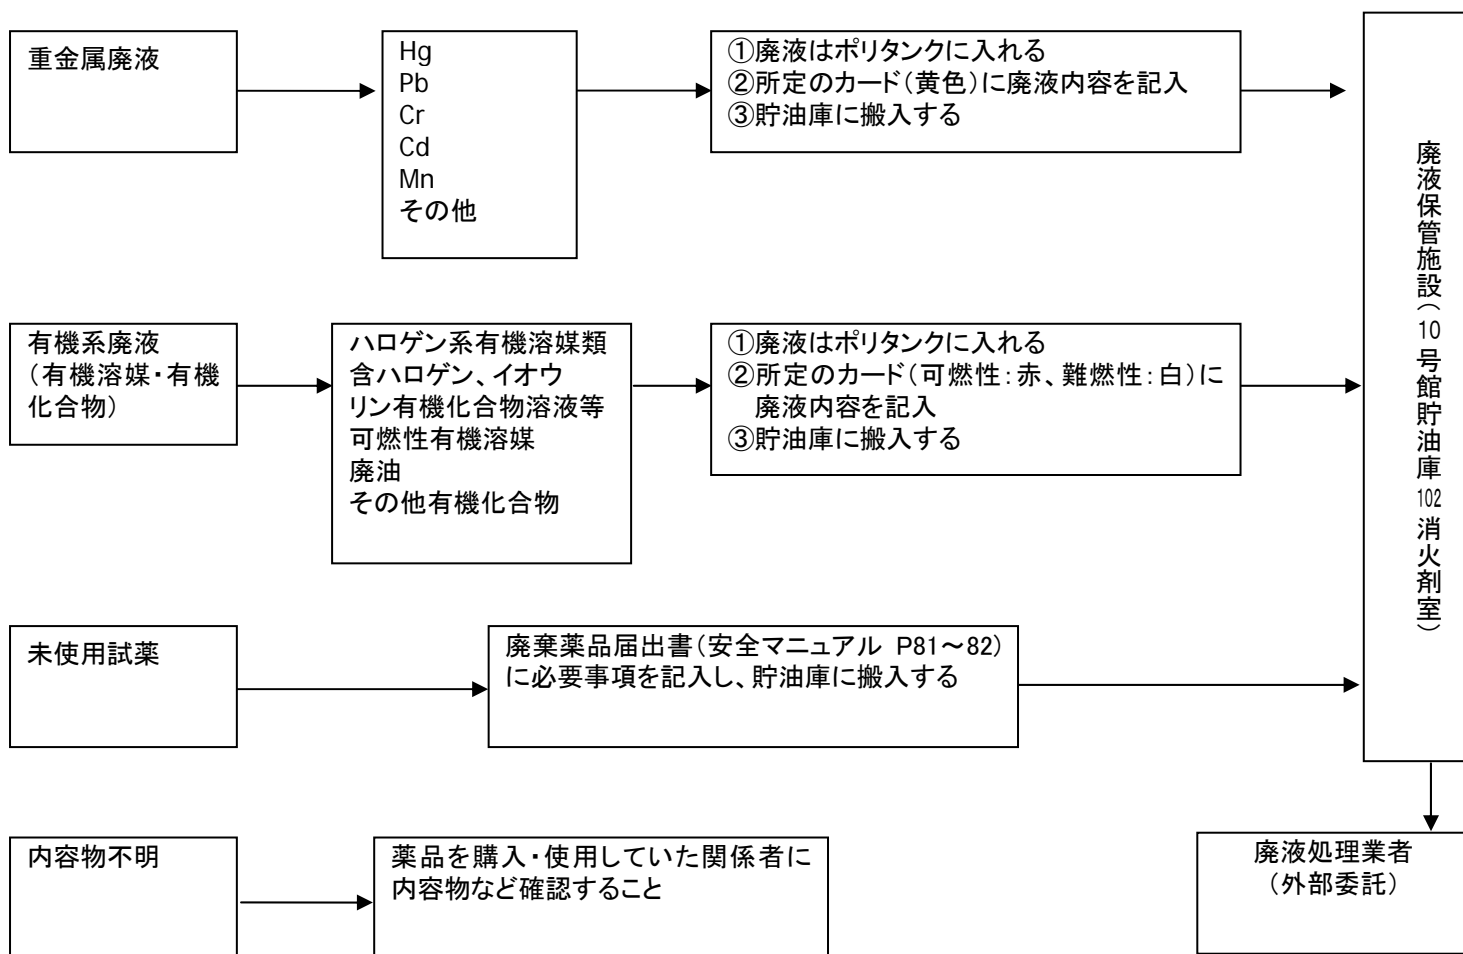 重金属廃液
Hg
Pb
Cr
Cd
Mn
その他
①廃液はポリタンクに入れる
②所定のカード(黄色)に廃液内容を記入
③貯油庫に搬入する
有機系廃液
(有機溶媒・有機
化合物)
ハロゲン系有機溶媒類
含ハロゲン、イオウ
リン有機化合物溶液等
可燃性有機溶媒
廃油
その他有機化合物
①廃液はポリタンクに入れる
②所定のカード(可燃性:赤、難燃性:白)に
廃液内容を記入
③貯油庫に搬入する
未使用試薬
廃棄薬品届出書(安全マニュアル P81~82)
に必要事項を記入し、貯油庫に搬入する
内容物不明
薬品を購入・使用していた関係者に
内容物など確認すること
廃液保管施設(10号館貯油庫102消火剤室)
廃液処理業者
(外部委託)